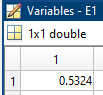 Variables - E1
1x1 double
1
1 0.5324